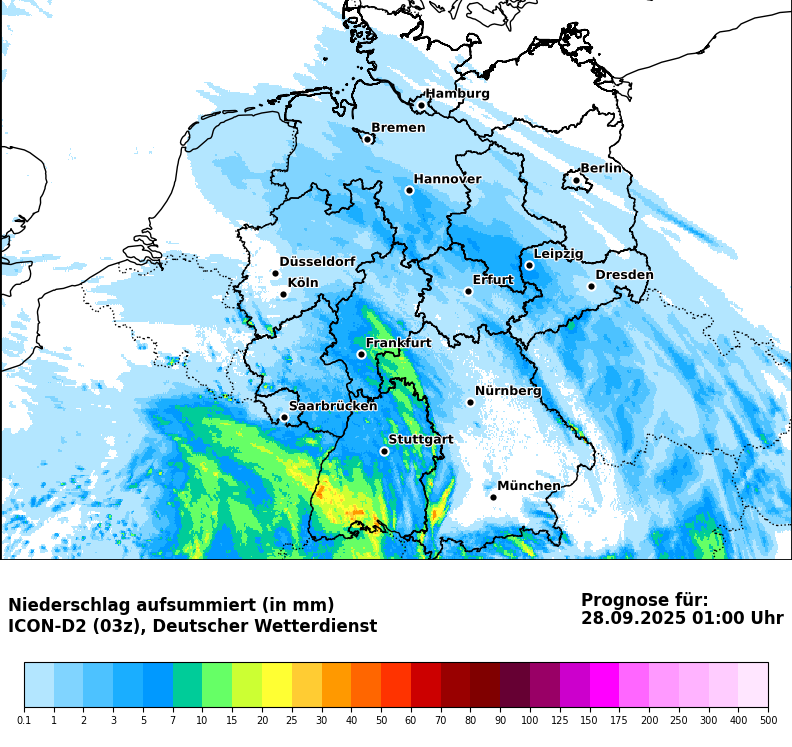 Hamburg
Bremen
Berlin
Hannover
Düsseldorf
Leipzig
Köln
Erfurt
Dresden
Frankfurt
Nürnberg
Saarbrücken
Stuttgart
München
Niederschlag aufsummiert (in mm)
ICON-D2 (03z), Deutscher Wetterdienst
Prognose für:
28.09.2025 01:00 Uhr
0.1 1 2 3 5 7 10 15 20 25 30 40 50 60 70 80 90 100 125 150 175 200 250 300 400 500